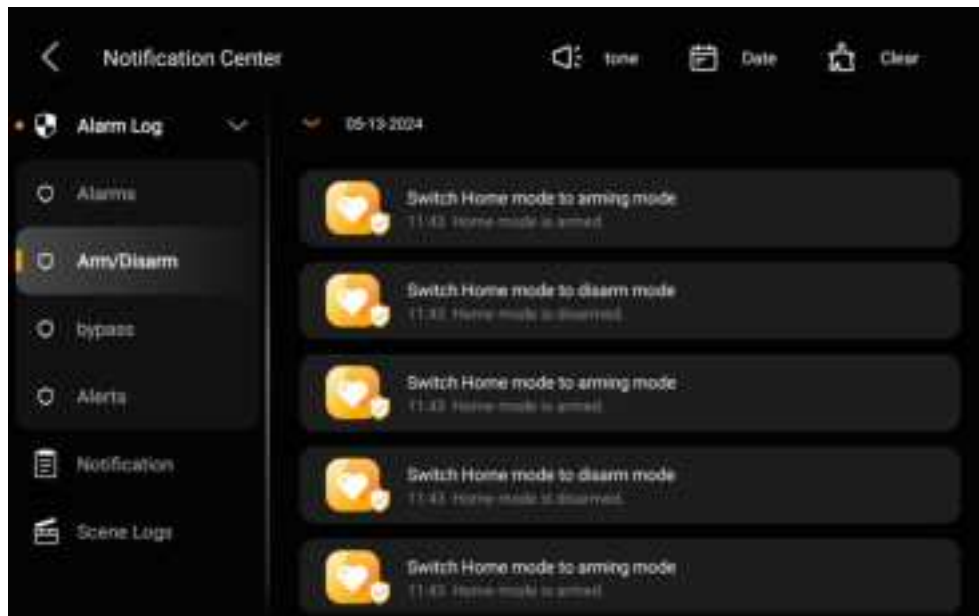 Notification Center
tone
Date
Clear
Alarm Log
05-13-2024
Alarms
Switch Home mode to arming mode
11:43 Home mode is armed.
Arm/Disarm
Switch Home mode to disarm mode
11:43 Home mode is disarmed.
bypass
Switch Home mode to arming mode
11:43 Home mode is armed.
Alerts
Notification
Switch Home mode to disarm mode
11:43 Home mode is disarmed.
Scene Logs
Switch Home mode to arming mode
11:43 Home mode is armed.